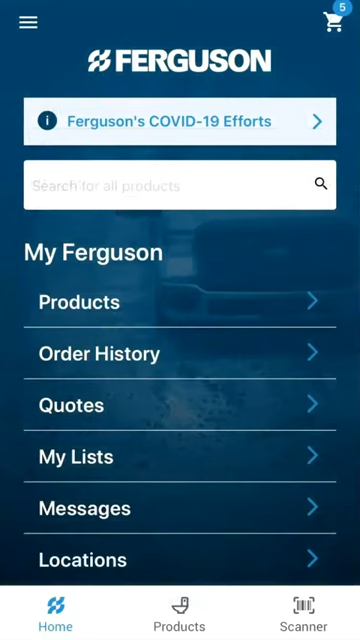 5
FERGUSON
Ferguson's COVID-19 Efforts
Search for all products
My Ferguson
Products
Order History
Quotes
My Lists
Messages
Locations
Home
Products
Scanner